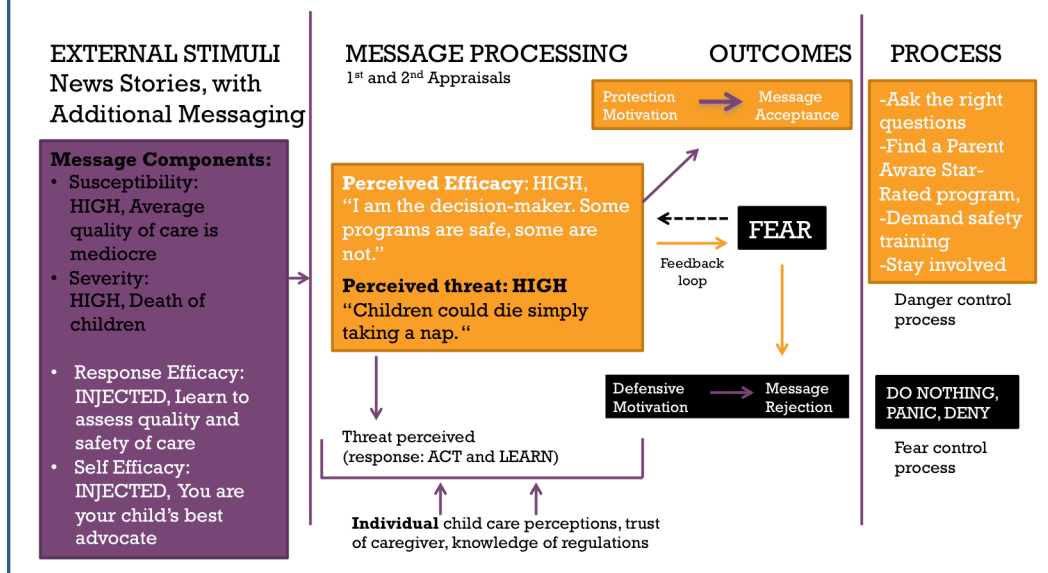 EXTERNAL STIMULI
News Stories, with
Additional Messaging
Message Components:
• Susceptibility:
HIGH, Average
quality of care is
mediocre
• Severity:
HIGH, Death of
children
• Response Efficacy:
INJECTED, Learn to
assess quality and
safety of care
• Self Efficacy:
INJECTED, You are
your child's best
advocate
MESSAGE PROCESSING
1st and 2nd Appraisals
Perceived Efficacy: HIGH,
“I am the decision-maker. Some
programs are safe, some are
not.”
Perceived threat: HIGH
“Children could die simply
taking a nap. “
Threat perceived
(response: ACT and LEARN)
Individual child care perceptions, trust
of caregiver, knowledge of regulations
OUTCOMES
Protection
Motivation
Message
Acceptance
FEAR
Feedback
loop
Defensive
Motivation
Message
Rejection
PROCESS
-Ask the right
questions
-Find a Parent
Aware Star-
Rated program,
-Demand safety
training
-Stay involved
Danger control
process
DO NOTHING,
PANIC, DENY
Fear control
process